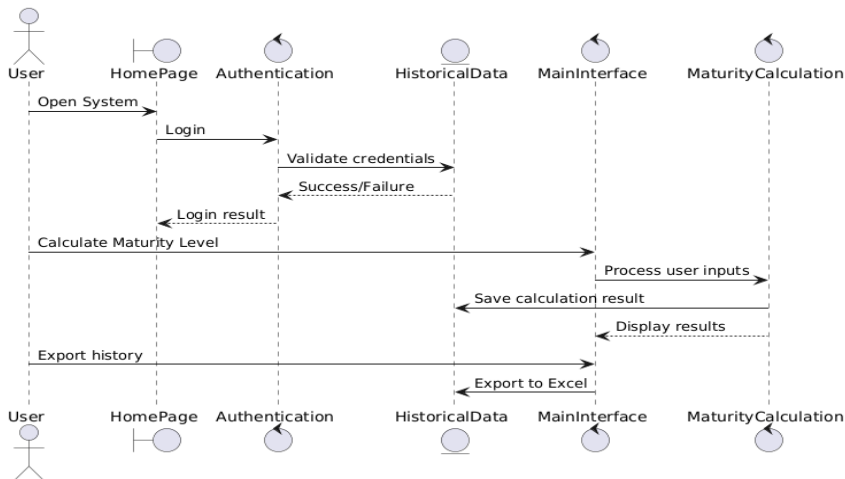 User HomePage Authentication HistoricalData MainInterface MaturityCalculation
Open System
Login
Validate credentials
Success/Failure
Login result
Calculate Maturity Level
Process user inputs
Save calculation result
Display results
Export history
Export to Excel
User HomePage Authentication HistoricalData MainInterface MaturityCalculation